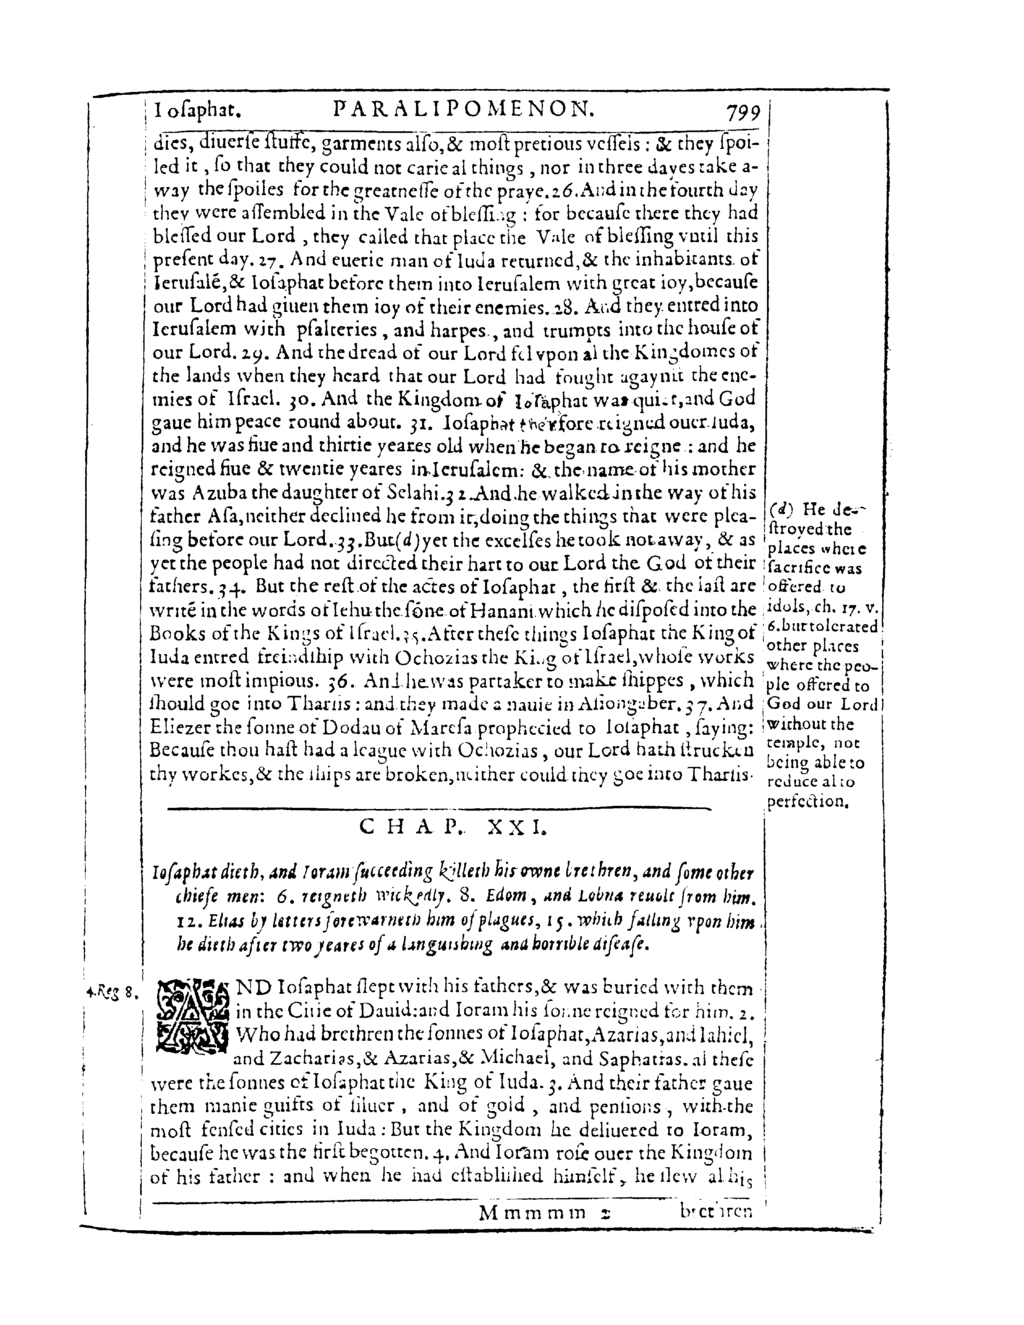 Iosaphat. PARALIPOMENON. 799
dies, diuerse stuffe, garments also, & most pretious vessels: & they spoi-
led it, so that they could not carie al things, nor in three dayes take a-
way the spoiles for the greatnesse of the praye. 26. And in the fourth day
they were assembled in the Vale of blessing: for because there they had
blessed our Lord, they called that place the Vale of blessing vntil this
present day. 27. And euerie man of Iuda returned, & the inhabitants of
Ierusalē, & Iosaphat before them into Ierusalem with great ioy, because
our Lord had giuen them ioy of their enemies. 28. And they entred into
Ierusalem with psalteries, and harpes, and trumpts into the house of
our Lord. 29. And the dread of our Lord fel vpon al the Kingdomes of
the lands when they heard that our Lord had fought agaynst the ene-
mies of Israel. 30. And the Kingdom of Iosaphat was quiet, and God
gaue him peace round about. 31. Iosaphat therfore reigned ouer Iuda,
and he was fiue and thirtie yeares old when he began to reigne: and he
reigned fiue & twentie yeares in Ierusalem: & the name of his mother
was Azuba the daughter of Selahi. 32. And he walked in the way of his
father Asa, neither declined he from it, doing the things that were plea-
sing before our Lord. 33. But (d) yet the excelses he took not away, & as
yet the people had not directed their hart to our Lord the God of their
fathers. 34. But the rest of the actes of Iosaphat, the first & the last are
writē in the words of Iehu the sōne of Hanani which he disposed into the
Books of the Kings of Israel. 35. After these things Iosaphat the King of
Iuda entred freindship with Ochozias the King of Israel, whose works
were most impious. 36. And he was partaker to make shippes, which
should goe into Tharsis: and they made a nauie in Asiongaber. 37. And
Eliezer the sonne of Dodau of Maresa prophecied to Iosaphat, saying:
Because thou hast had a league with Ochozias, our Lord hath strucken
thy workes, & the ships are broken, neither could they goe into Tharsis.
(d) He de-
stroyed the
places where
sacrifice was
offered to
idols, ch. 17. v.
6. but tolerated
other places
where the peo-
ple offered to
God our Lord
without the
temple, not
being able to
reduce al to
perfection.
CHAP. XXI.
Iosaphat dieth, and Ioram succeeding killeth his owne brethren, and some other
chiefe men: 6. reigneth wickedly. 8. Edom, and Lobna reuolt from him.
12. Elias by letters forewarneth him of plagues, 15. which falling vpon him
he dieth after two yeares of a languishing and horrible disease.
4. Reg 8.
AND Iosaphat slept with his fathers, & was buried with them
in the Citie of Dauid: and Ioram his sonne reigned for him. 2.
Who had brethren the sonnes of Iosaphat, Azarias, and Iahiel,
and Zacharias, & Azarias, & Michael, and Saphatias. al these
were the sonnes of Iosaphat the King of Iuda. 3. And their father gaue
them manie guifts of siluer, and of gold, and pensions, with the
most fensed cities in Iuda: But the Kingdom he deliuered to Ioram,
because he was the first begotten. 4. And Ioram rose ouer the Kingdom
of his father: and when he had established himself, he slew al his
Mmmmm 2 brethren